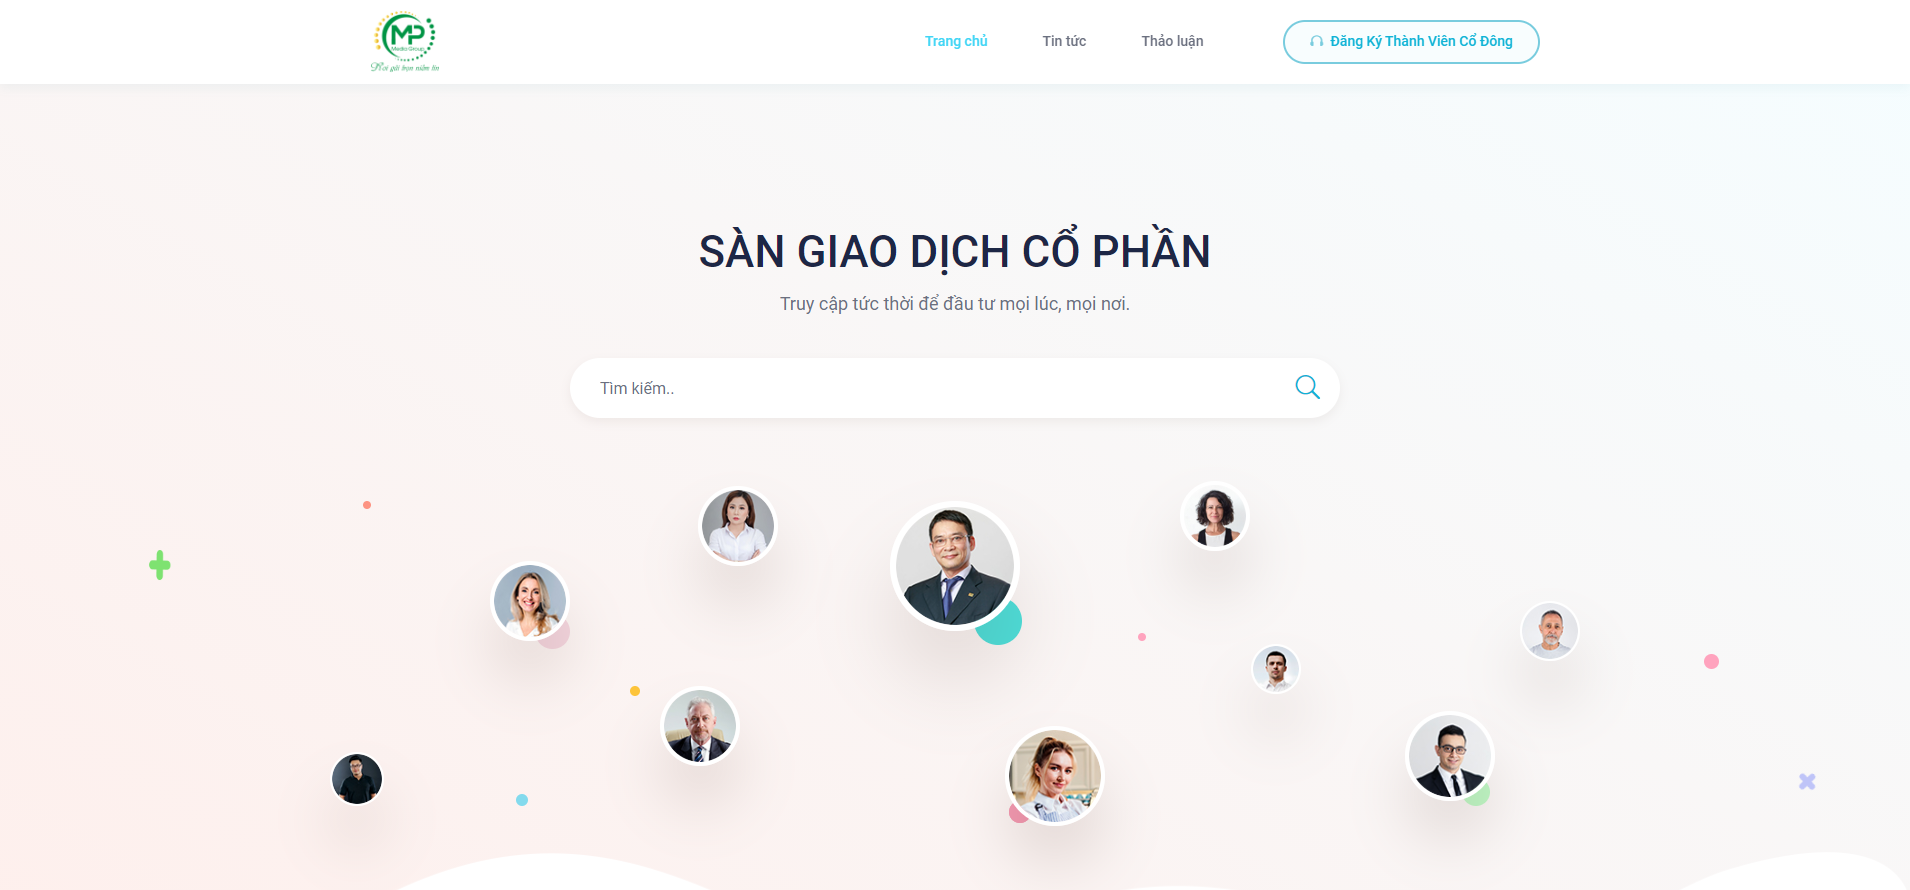 MP
Media Group
Nơi gửi trọn niềm tin
Trang chủ
Tin tức
Thảo luận
Đăng Ký Thành Viên Cổ Đông
SÀN GIAO DỊCH CỔ PHẦN
Truy cập tức thời để đầu tư mọi lúc, mọi nơi.
Tìm kiếm..